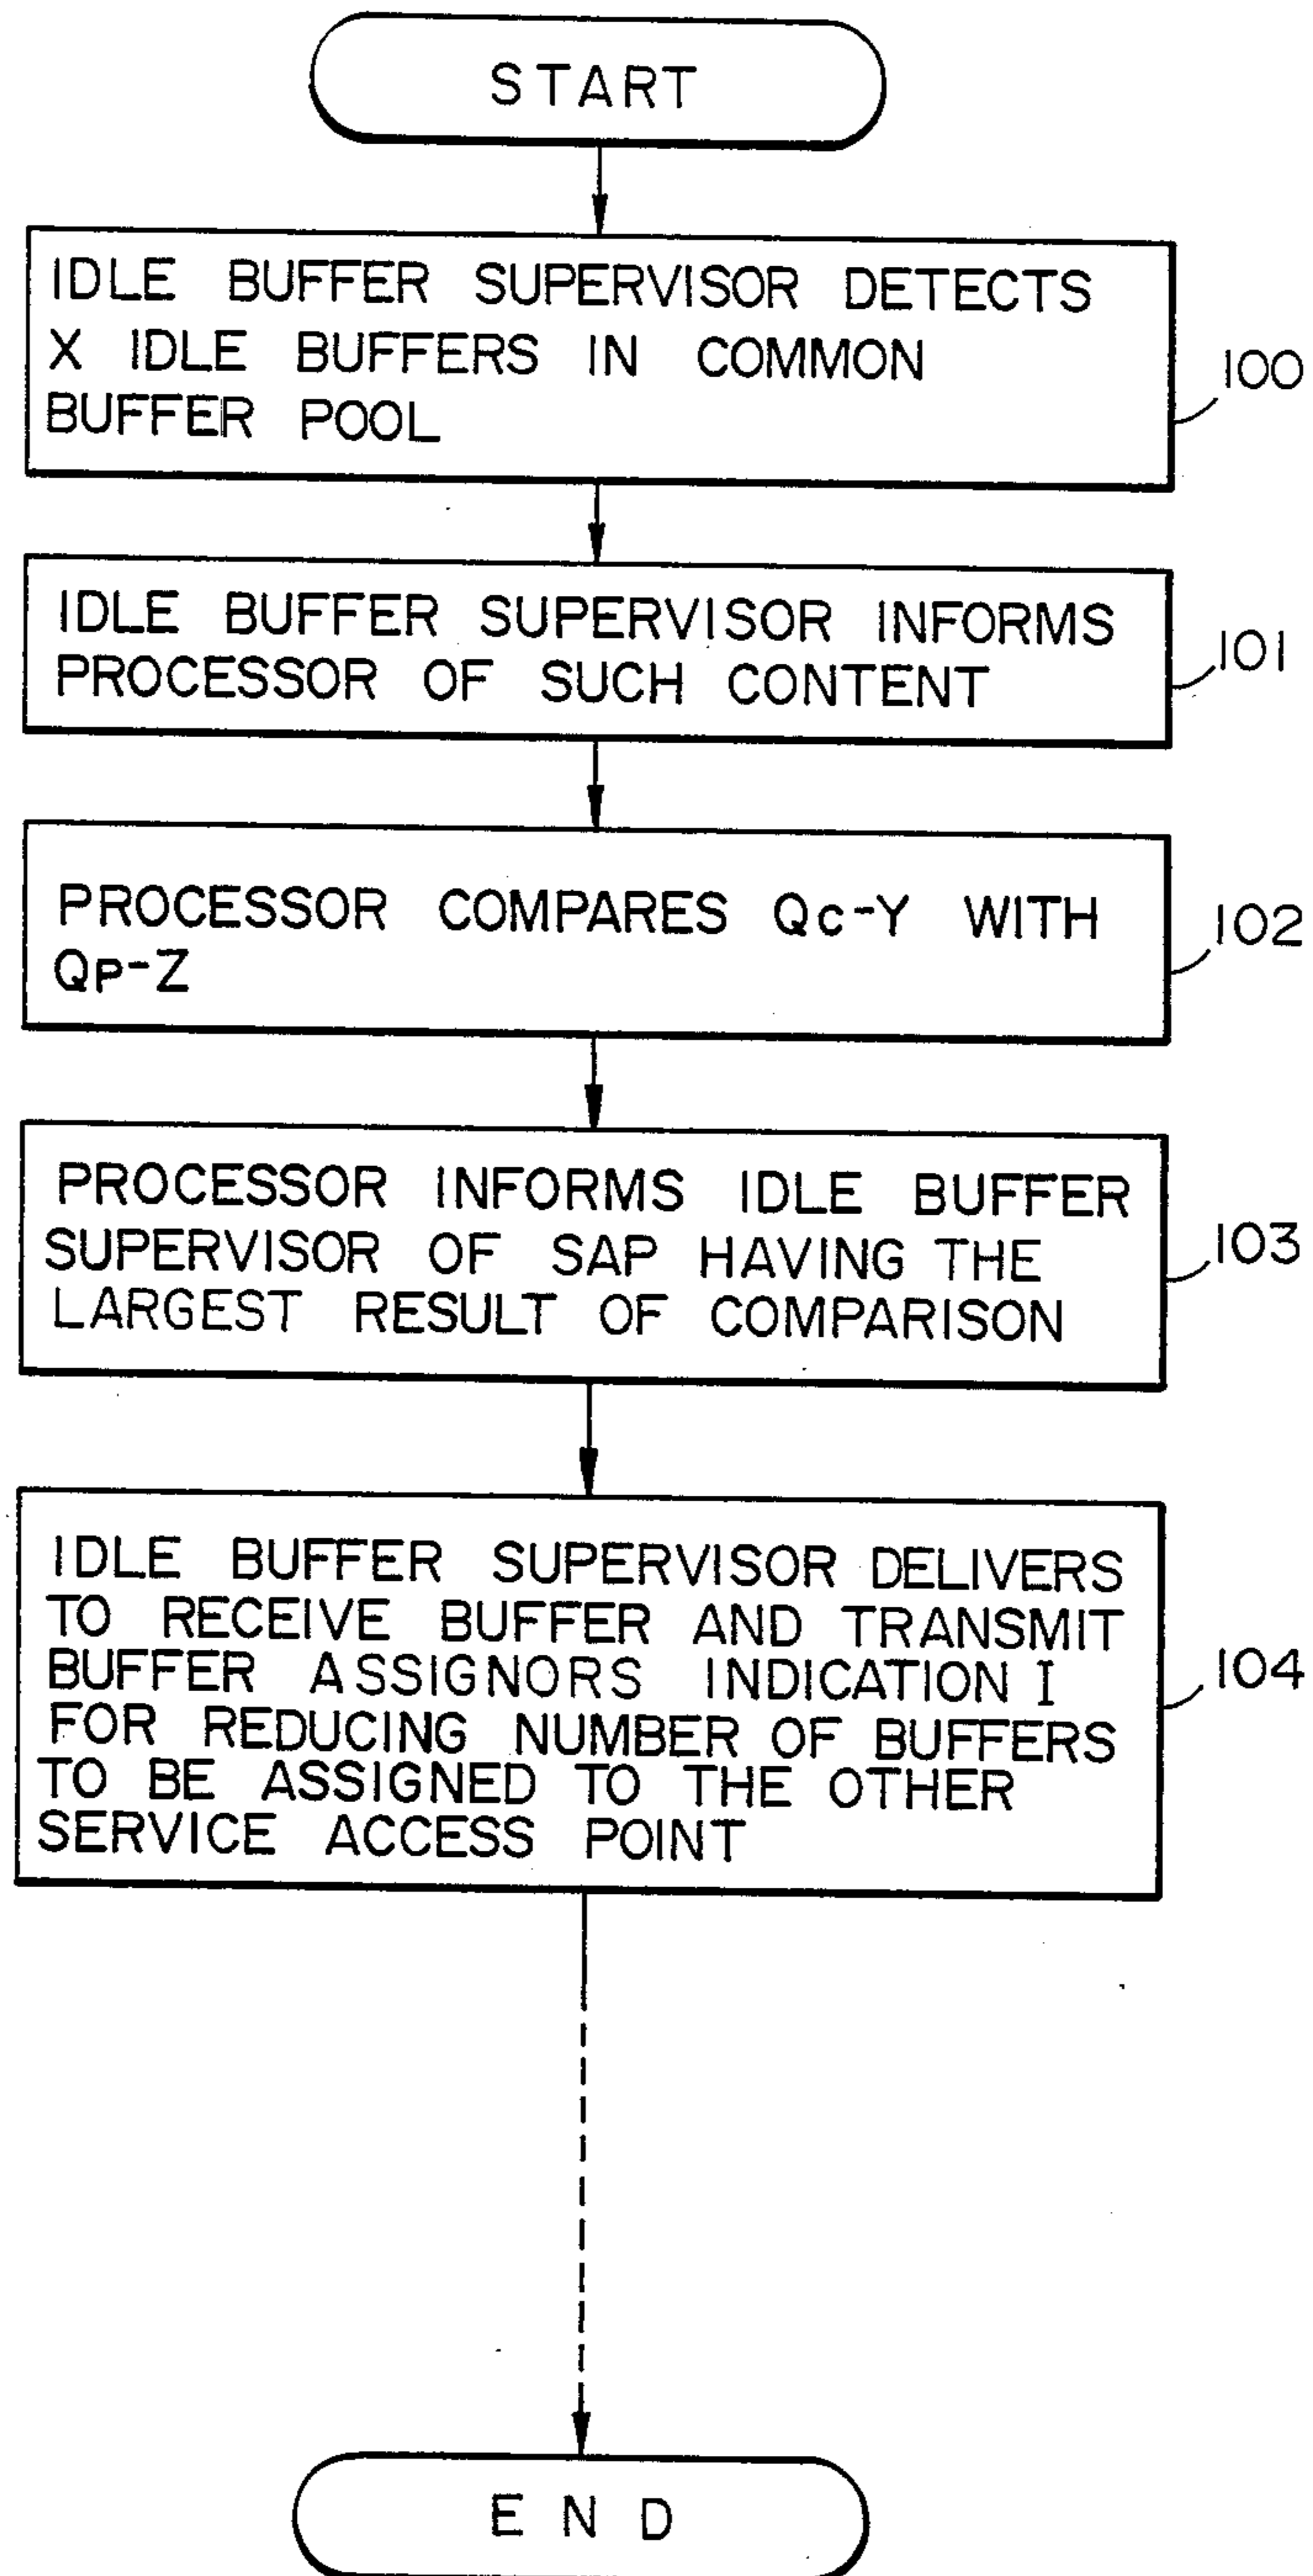 START
IDLE BUFFER SUPERVISOR DETECTS
X IDLE BUFFERS IN COMMON
BUFFER POOL
100
IDLE BUFFER SUPERVISOR INFORMS
PROCESSOR OF SUCH CONTENT
101
PROCESSOR COMPARES Qc-Y WITH
QP-Z
102
PROCESSOR INFORMS IDLE BUFFER
SUPERVISOR OF SAP HAVING THE
LARGEST RESULT OF COMPARISON
103
IDLE BUFFER SUPERVISOR DELIVERS
TO RECEIVE BUFFER AND TRANSMIT
BUFFER ASSIGNORS INDICATION I
FOR REDUCING NUMBER OF BUFFERS
TO BE ASSIGNED TO THE OTHER
SERVICE ACCESS POINT
104
END